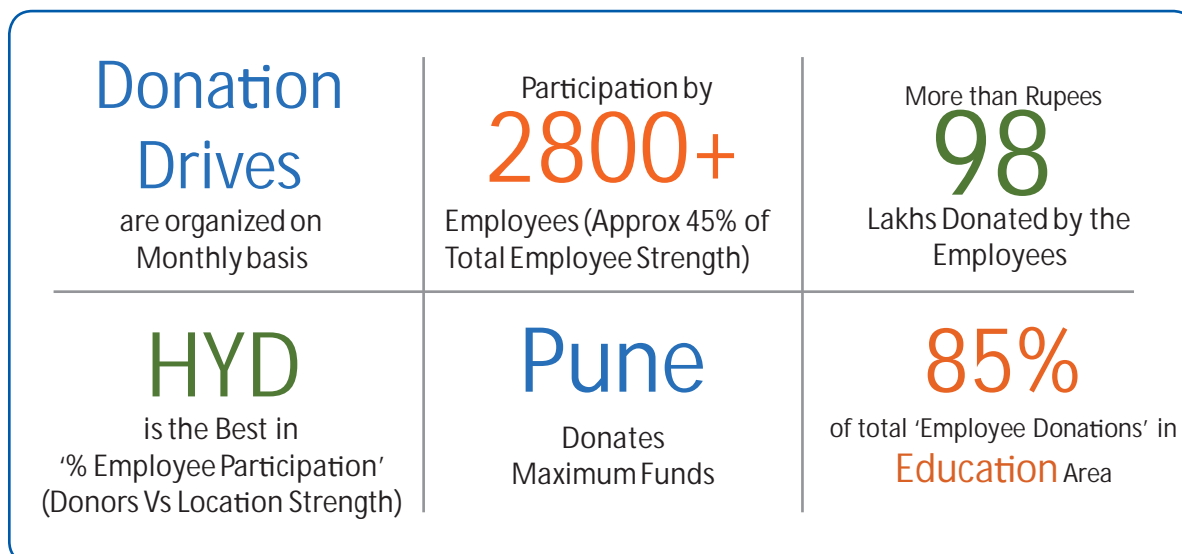 Donation
Drives
are organized on
Monthly basis
Participation by
2800+
Employees (Approx 45% of
Total Employee Strength)
More than Rupees
98
Lakhs Donated by the
Employees
HYD
is the Best in
‘% Employee Participation’
(Donors Vs Location Strength)
Pune
Donates
Maximum Funds
85%
of total ‘Employee Donations’ in
Education Area